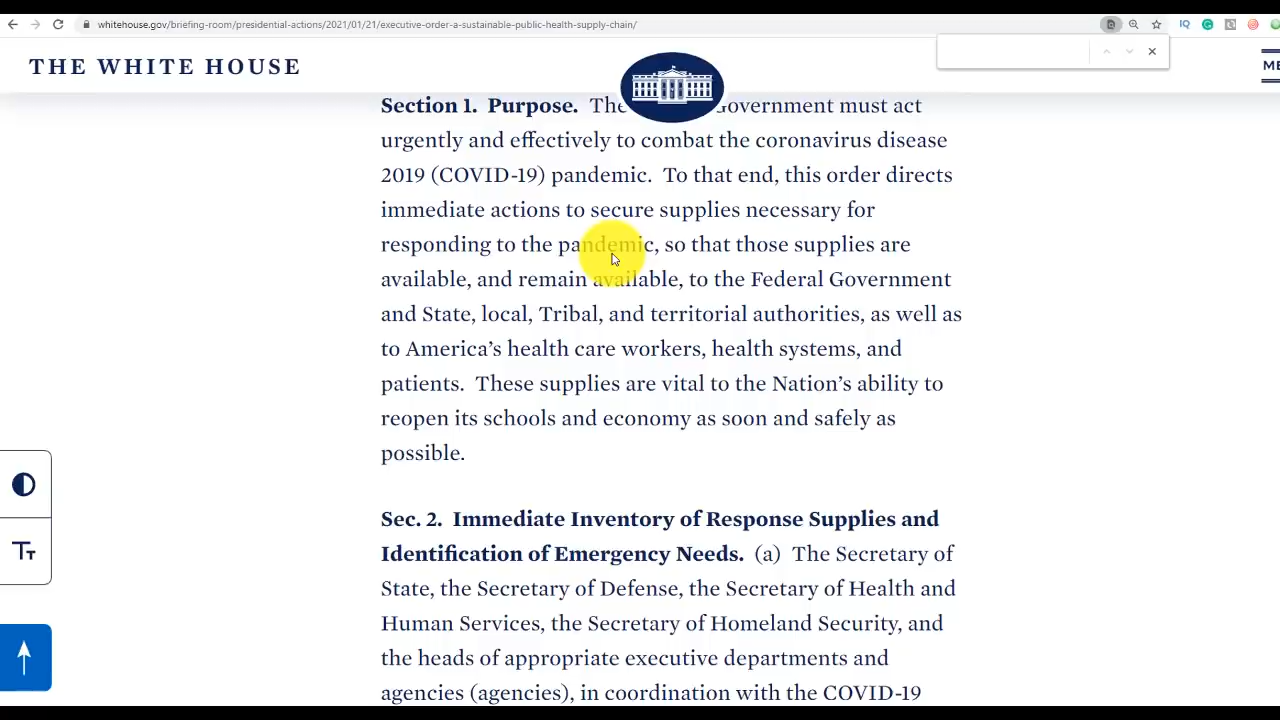 whitehouse.gov/briefing-room/presidential-actions/2021/01/21/executive-order-a-sustainable-public-health-supply-chain/
THE WHITE HOUSE
Section 1. Purpose. The Government must act
urgently and effectively to combat the coronavirus disease
2019 (COVID-19) pandemic. To that end, this order directs
immediate actions to secure supplies necessary for
responding to the pandemic, so that those supplies are
available, and remain available, to the Federal Government
and State, local, Tribal, and territorial authorities, as well as
to America’s health care workers, health systems, and
patients. These supplies are vital to the Nation’s ability to
reopen its schools and economy as soon and safely as
possible.
Sec. 2. Immediate Inventory of Response Supplies and
Identification of Emergency Needs. (a) The Secretary of
State, the Secretary of Defense, the Secretary of Health and
Human Services, the Secretary of Homeland Security, and
the heads of appropriate executive departments and
agencies (agencies), in coordination with the COVID-19